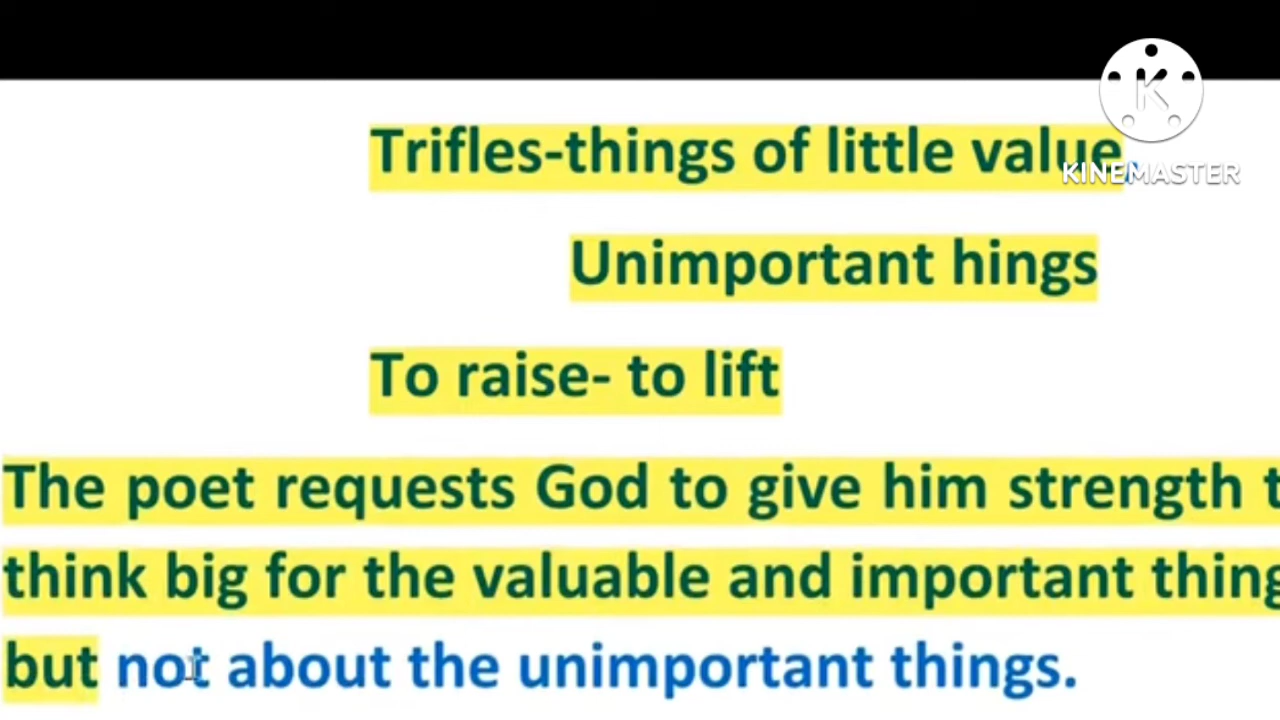 Trifles-things of little value,
KINEMASTER
Unimportant hings
To raise- to lift
The poet requests God to give him strength t
think big for the valuable and important thing
but not about the unimportant things.